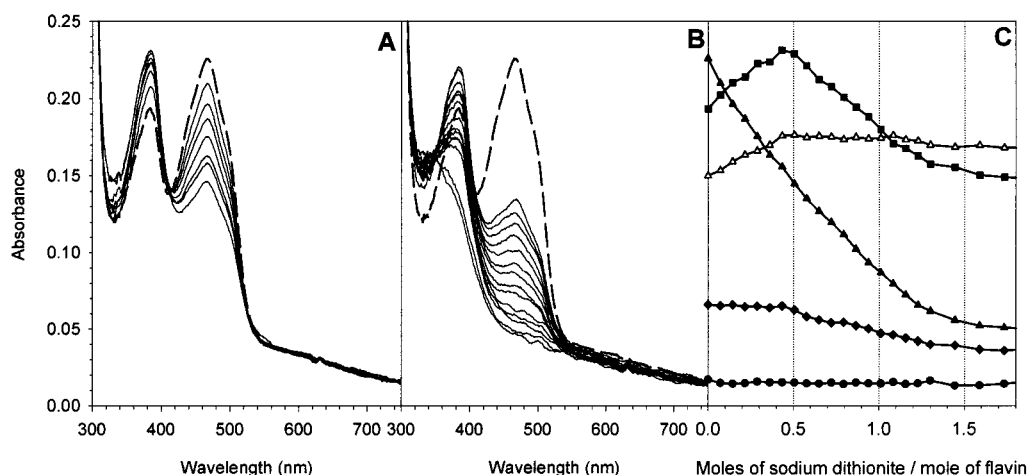 0.25
0.20
0.15
0.10
0.05
0.00
Absorbance
A
B
C
300 400 500 600 700
300 400 500 600 700
0.0 0.5 1.0 1.5
Wavelength (nm)
Wavelength (nm)
Moles of sodium dithionite / mole of flavin